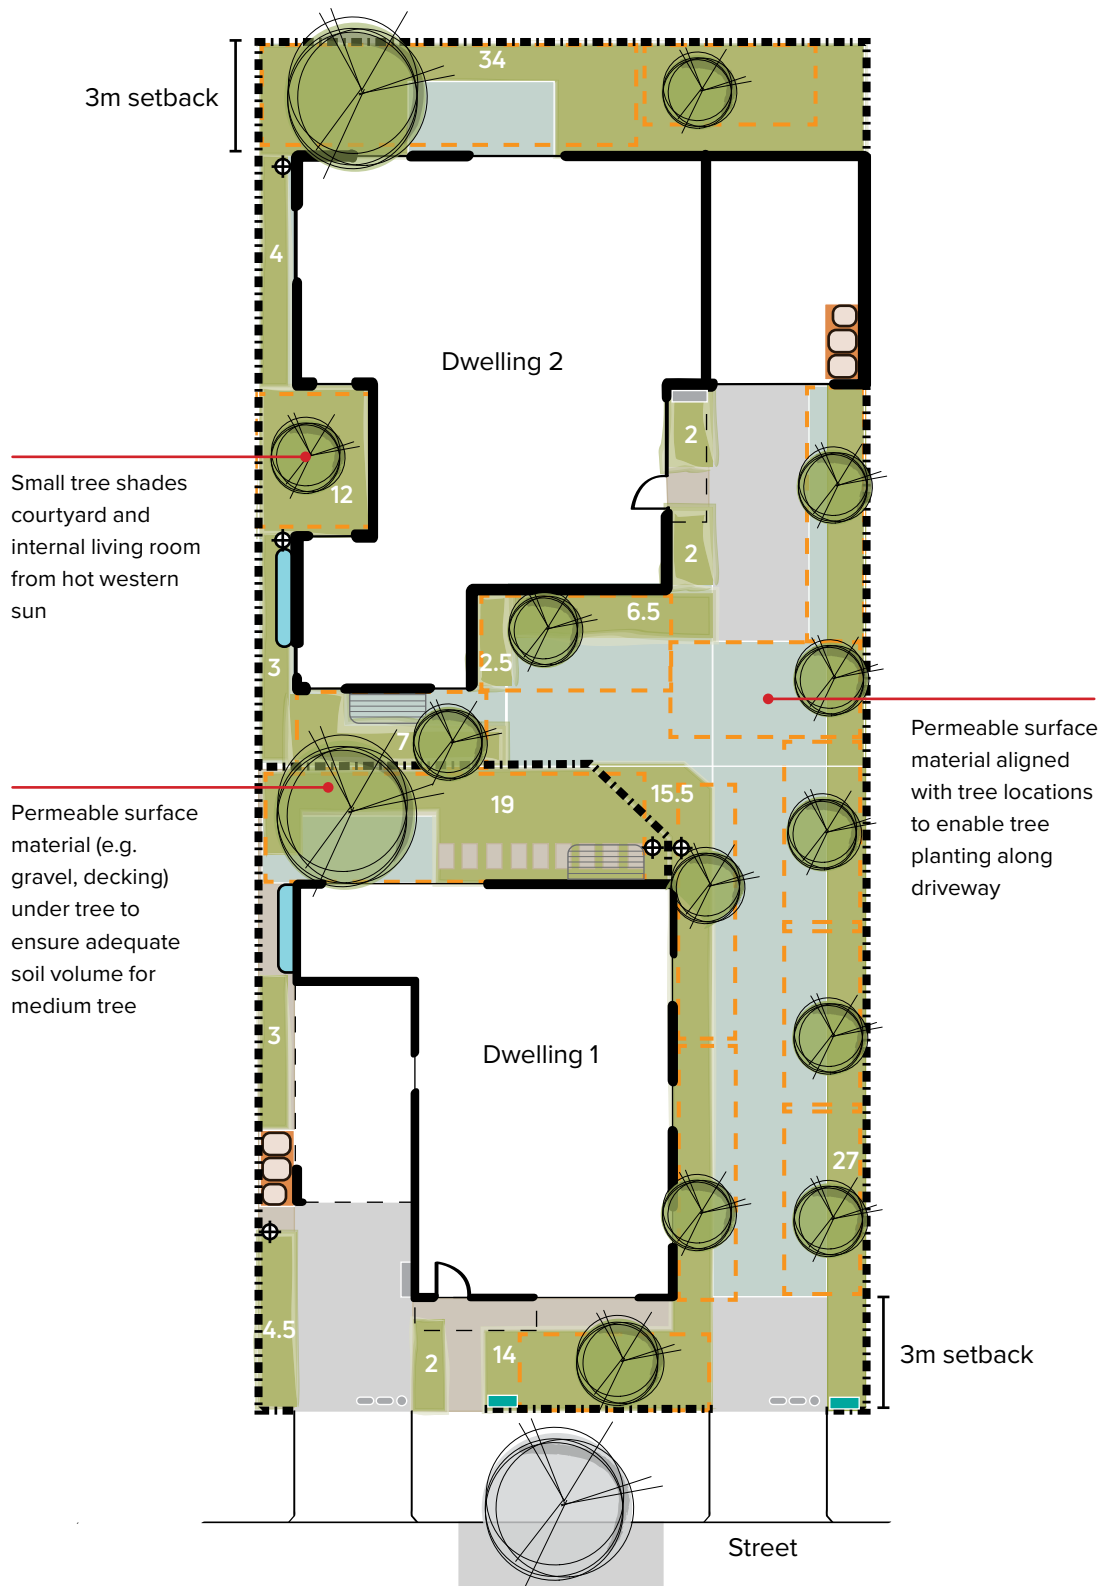 34
3m setback
4
Dwelling 2
2
Small tree shades
courtyard and
internal living room
from hot western
sun
12
2
6.5
2.5
3
7
Permeable surface
material aligned
with tree locations
to enable tree
planting along
driveway
Permeable surface
material (e.g.
gravel, decking)
under tree to
ensure adequate
soil volume for
medium tree
19
15.5
3
Dwelling 1
27
4.5
2
14
3m setback
Street